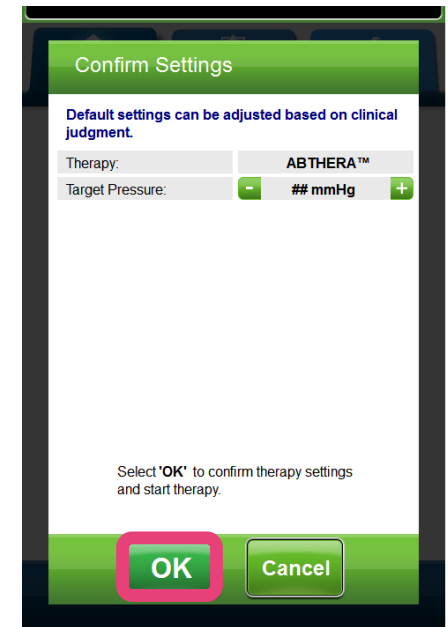 Confirm Settings
Default settings can be adjusted based on clinical
judgment.
Therapy: ABTHERA™
Target Pressure: - ## mmHg +
Select 'OK' to confirm therapy settings
and start therapy.
OK Cancel